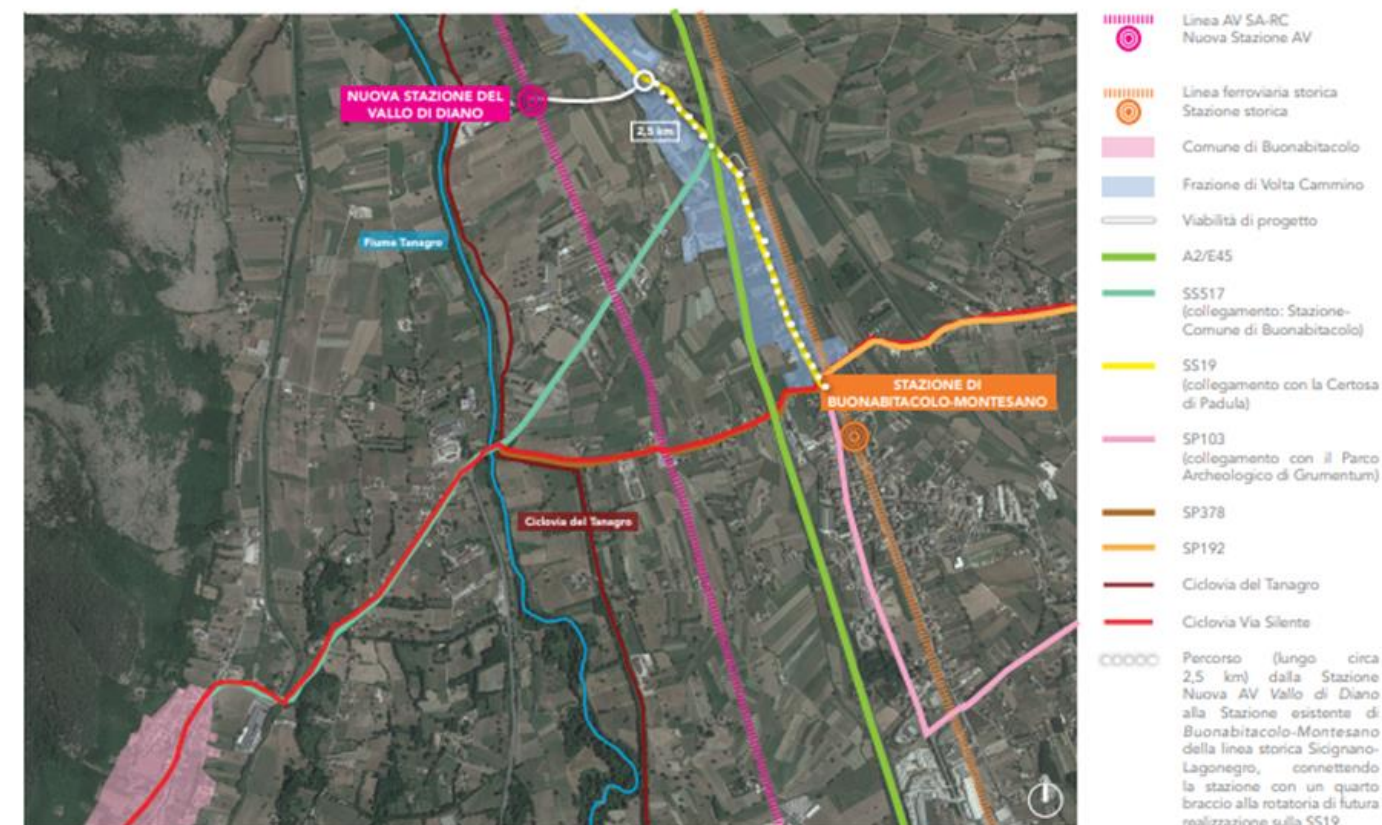 NUOVA STAZIONE DEL
VALLO DI DIANO
2,5 km
Fiume Tanagro
STAZIONE DI
BUONABITACOLO-MONTESANO
Ciclovia del Tanagro
Linea AV SA-RC
Nuova Stazione AV
Linea ferroviaria storica
Stazione storica
Comune di Buonabitacolo
Frazione di Volta Cammino
Viabilità di progetto
A2/E45
SS517
(collegamento: Stazione-
Comune di Buonabitacolo)
SS19
(collegamento con la Certosa
di Padula)
SP103
(collegamento con il Parco
Archeologico di Grumentum)
SP378
SP192
Ciclovia del Tanagro
Ciclovia Via Silente
Percorso (lungo circa
2,5 km) dalla Stazione
Nuova AV Vallo di Diano
alla Stazione esistente di
Buonabitacolo-Montesano
della linea storica Sicignano-
Lagonegro, connettendo
la stazione con un quarto
braccio alla rotatoria di futura
realizzazione sulla SS19